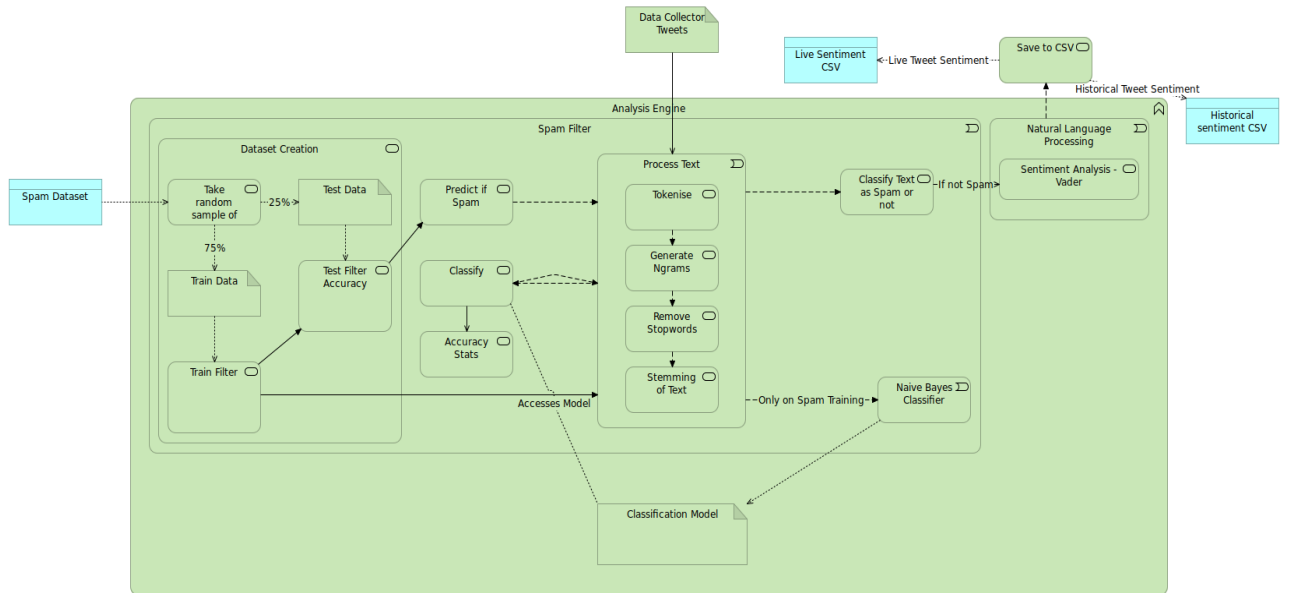 Data Collector
Tweets
Live Sentiment
CSV
Live Tweet Sentiment
Save to CSV
Historical Tweet Sentiment
Historical
sentiment CSV
Analysis Engine
Spam Filter
Natural Language
Processing
Sentiment Analysis -
Vader
Dataset Creation
Spam Dataset
Take
random
sample of
25%
Test Data
75%
Train Data
Test Filter
Accuracy
Train Filter
Predict if
Spam
Classify
Accuracy
Stats
Process Text
Tokenise
Generate
Ngrams
Remove
Stopwords
Stemming
of Text
Classify Text
as Spam or
not
If not Spam
Accesses Model
Only on Spam Training
Naive Bayes
Classifier
Classification Model